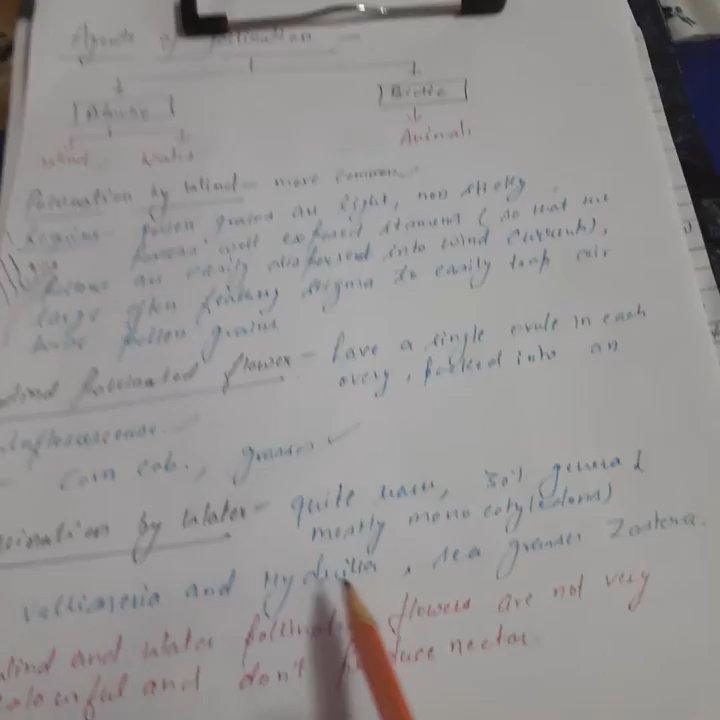 Agents of Pollination
Abiotic Biotic
Wind Water Animals
Pollination by Wind - more common
Require pollen grains are light, non sticky
well exposed stamens (so that the
Pollens are easily dispersed into wind currents),
large often feathery stigma to easily trap air
pollen grains
Wind Pollinated flower - have a single ovule in each
ovary, packed into an
inflorescence.
- corn cob., grasses
Pollination by Water - quite rare, 30% genera (
mostly monocotyledons)
Vallisneria and Hydrilla, sea grasses Zostera.
Wind and Water Pollinated flowers are not very
Colourful and don't produce nectar.